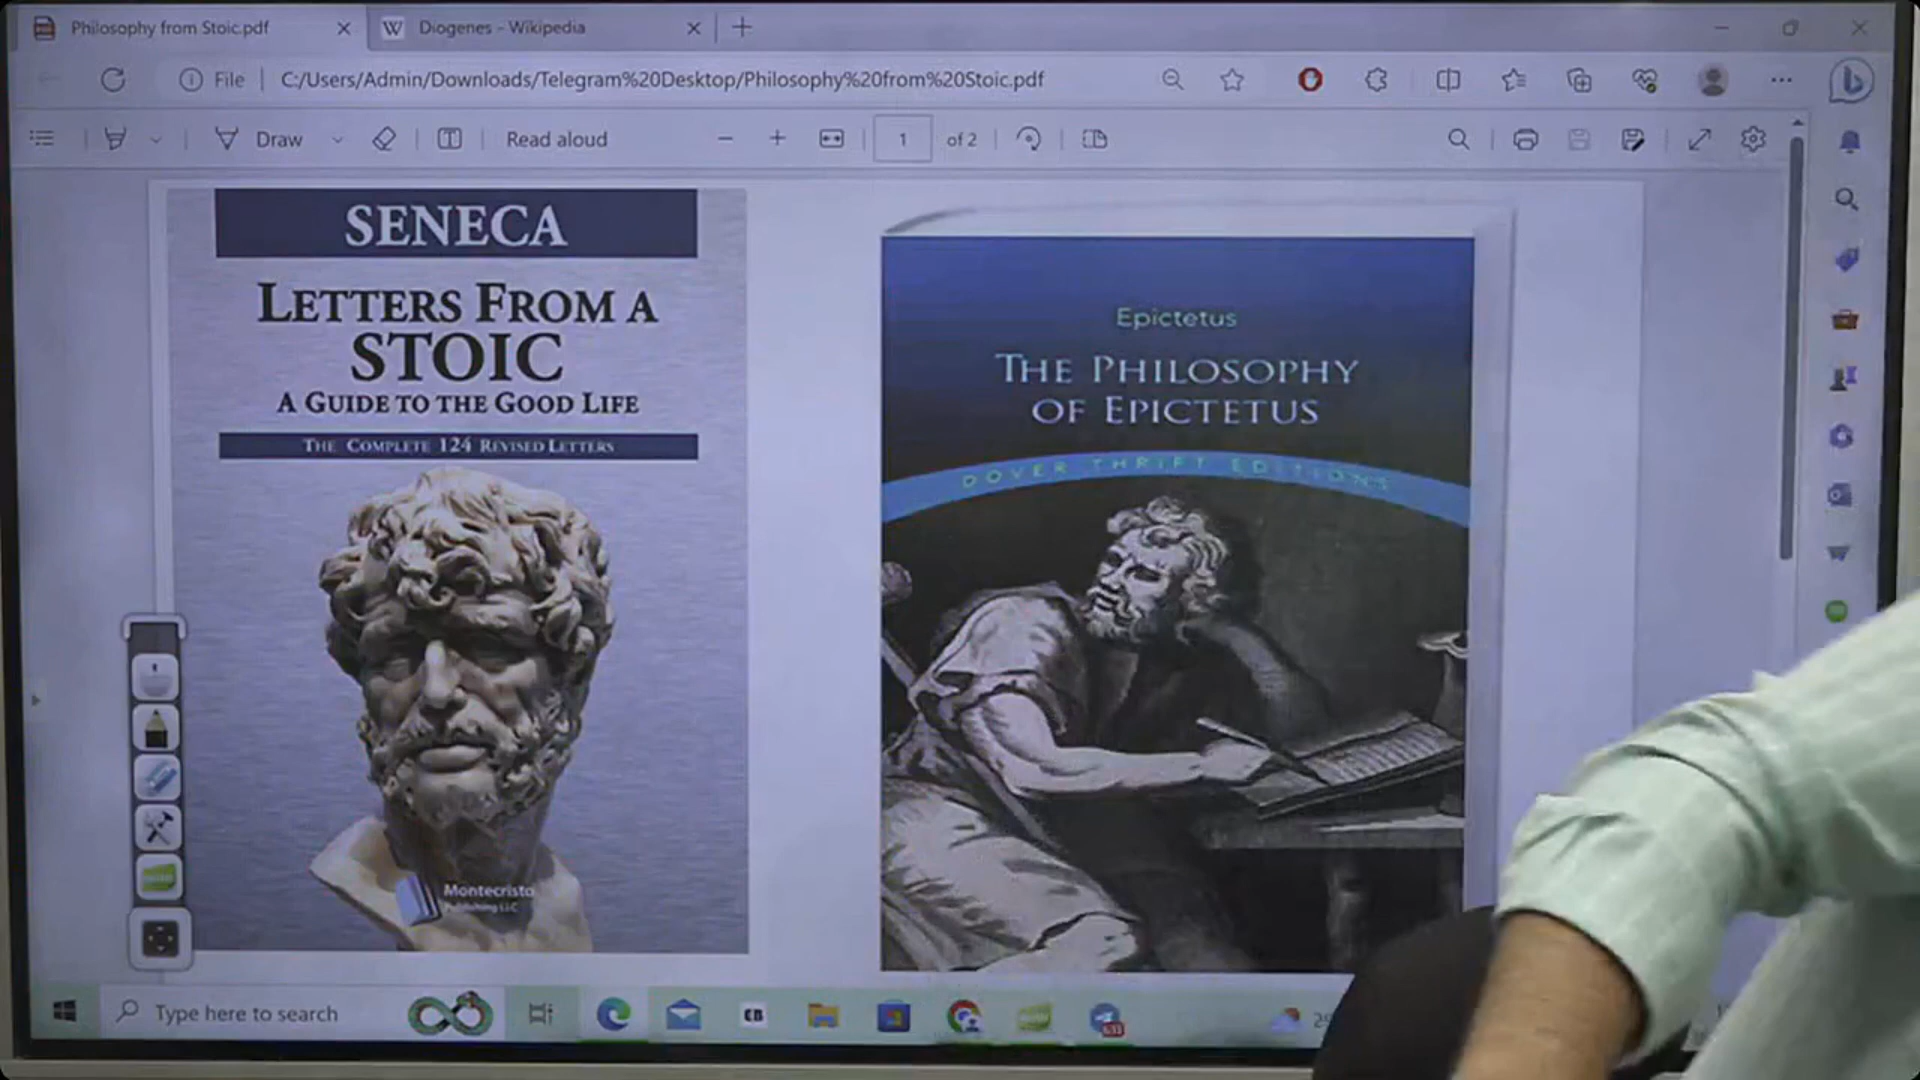 Philosophy from Stoic.pdf
Diogenes - Wikipedia
File
C:/Users/Admin/Downloads/Telegram%20Desktop/Philosophy%20from%20Stoic.pdf
Draw
Read aloud
1 of 2
SENECA
LETTERS FROM A
STOIC
A GUIDE TO THE GOOD LIFE
THE COMPLETE 124 REVISED LETTERS
Montecristo
Publishing LLC
Epictetus
THE PHILOSOPHY
OF EPICTETUS
DOVER THRIFT EDITIONS
Type here to search